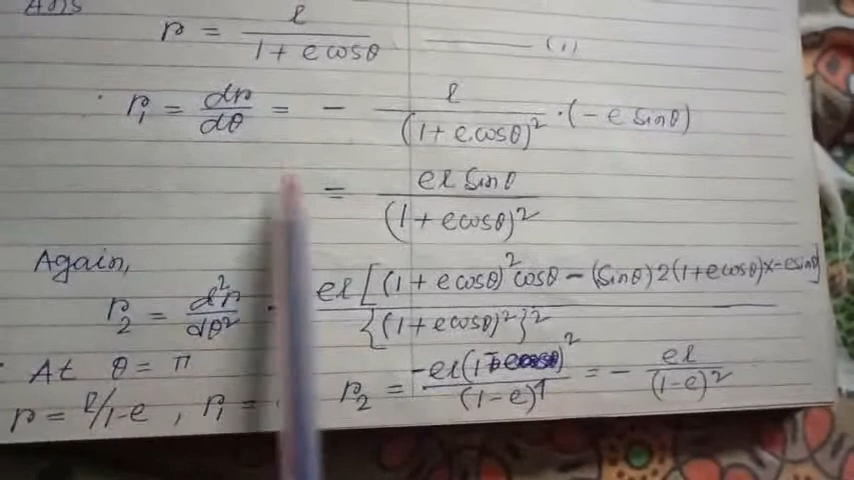 Ans
r = l / 1 + e cosθ ——— (1)
r₁ = dr/dθ = - l / (1 + e cosθ)² · (- e sinθ)
= el sinθ / (1 + e cosθ)²
Again,
r₂ = d²r/dθ² el[(1 + e cosθ)² cosθ - (sinθ) 2(1 + e cosθ) x - e sinθ] / {(1 + e cosθ)²}²
At θ = π r₂ = -el(1-e)² / (1-e)⁴ = - el / (1-e)²
r = l/1-e , r₁ =